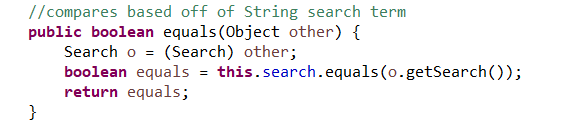 //compares based off of String search term
public boolean equals(Object other) {
    Search o = (Search) other;
    boolean equals = this.search.equals(o.getSearch());
    return equals;
}